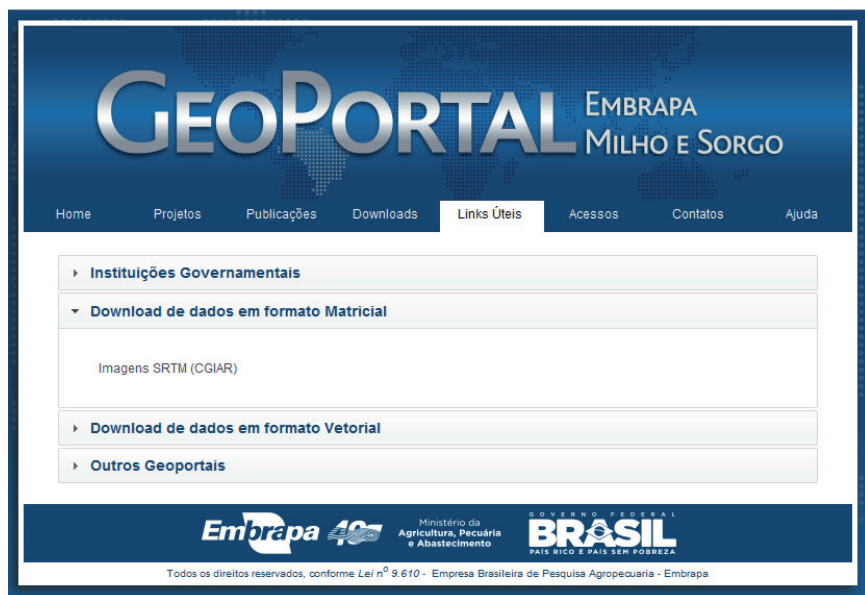 GEOPORTAL EMBRAPA
MILHO E SORGO
Home Projetos Publicações Downloads Links Úteis Acessos Contatos Ajuda
Instituições Governamentais
Download de dados em formato Matricial
Imagens SRTM (CGIAR)
Download de dados em formato Vetorial
Outros Geoportais
Embrapa 40 anos Ministério da
Agricultura, Pecuária
e Abastecimento
GOVERNO FEDERAL
BRASIL
PAÍS RICO É PAÍS SEM POBREZA
Todos os direitos reservados, conforme Lei nº 9.610 - Empresa Brasileira de Pesquisa Agropecuaria - Embrapa